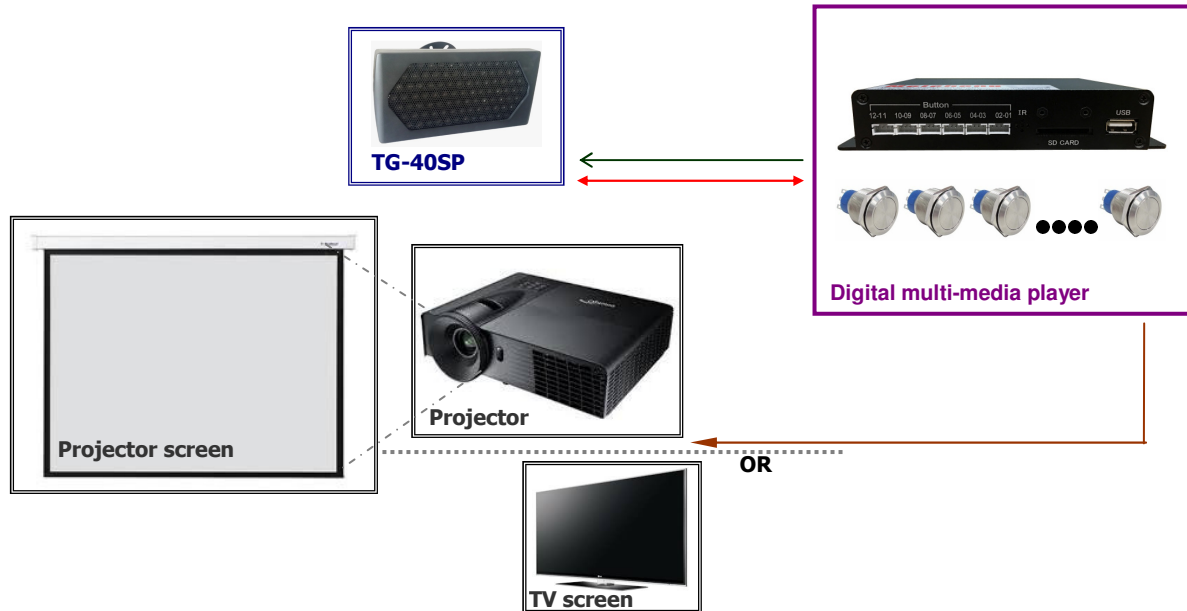 TG-40SP
Button
12-11 10-09 08-07 06-05 04-03 02-01 IR USB
SD CARD
Digital multi-media player
Projector screen
Projector
OR
TV screen